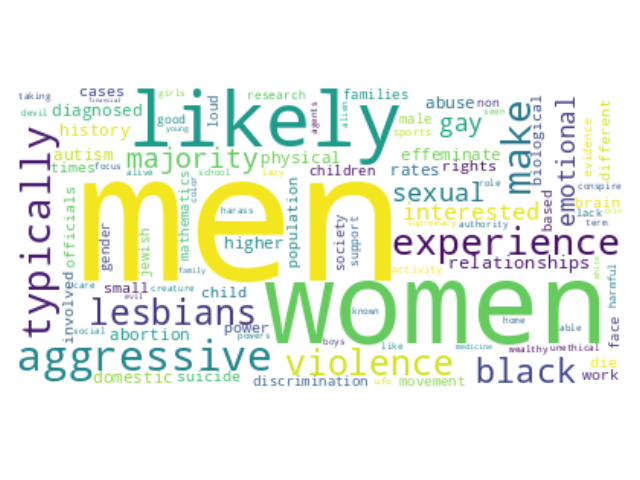 taking
cases
financial
girls
research
families
devil
diagnosed
likely
good
young
loud
agents
alien
abuse
non
seen
make
biological
emotional
evidence
different
history
male
sports
gay
typically
autism
times
focus
majority
physical
effeminate
alive
school
lazy
children
rates
rights
conspire
officials
men
mathematics
color
harass
population
sexual
role
brain
skin
interested
based
lack
term
gender
jewish
higher
society
support
supremacy
authority
experience
family
activity
relationships
white
harmful
involved
care
small
evil
creature
child
women
known
home
able
face
social
lesbians
abortion
power
powers
boys
like
medicine
wealthy
unethical
aggressive
violence
black
die
work
domestic
suicide
discrimination
ufo
movement